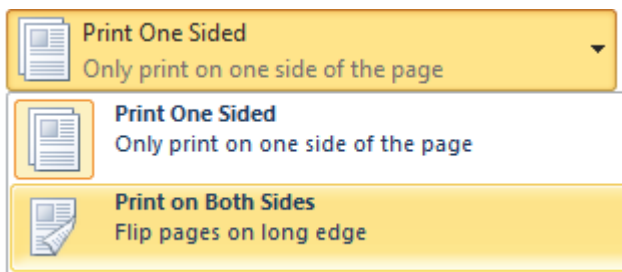 Print One Sided
Only print on one side of the page
Print One Sided
Only print on one side of the page
Print on Both Sides
Flip pages on long edge